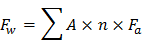 F_w = ∑ A × n × F_a